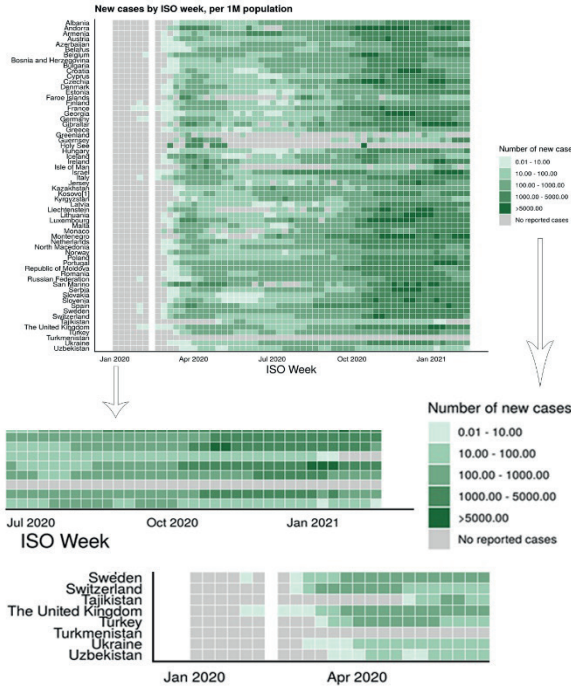 New cases by ISO week, per 1M population
Albania
Andorra
Armenia
Austria
Azerbaijan
Belarus
Belgium
Bosnia and Herzegovina
Bulgaria
Croatia
Cyprus
Czechia
Denmark
Estonia
Faroe Islands
Finland
France
Georgia
Germany
Gibraltar
Greece
Greenland
Guernsey
Holy See
Hungary
Iceland
Ireland
Isle of Man
Israel
Italy
Jersey
Kazakhstan
Kosovo[1]
Kyrgyzstan
Latvia
Liechtenstein
Lithuania
Luxembourg
Malta
Monaco
Montenegro
Netherlands
North Macedonia
Norway
Poland
Portugal
Republic of Moldova
Romania
Russian Federation
San Marino
Serbia
Slovakia
Slovenia
Spain
Sweden
Switzerland
Tajikistan
The United Kingdom
Turkey
Turkmenistan
Ukraine
Uzbekistan
Jan 2020 Apr 2020 Jul 2020 Oct 2020 Jan 2021
ISO Week
Number of new cases
0.01 - 10.00
10.00 - 100.00
100.00 - 1000.00
1000.00 - 5000.00
>5000.00
No reported cases
Jul 2020 Oct 2020 Jan 2021
ISO Week
Number of new cases
0.01 - 10.00
10.00 - 100.00
100.00 - 1000.00
1000.00 - 5000.00
>5000.00
No reported cases
Sweden
Switzerland
Tajikistan
The United Kingdom
Turkey
Turkmenistan
Ukraine
Uzbekistan
Jan 2020 Apr 2020